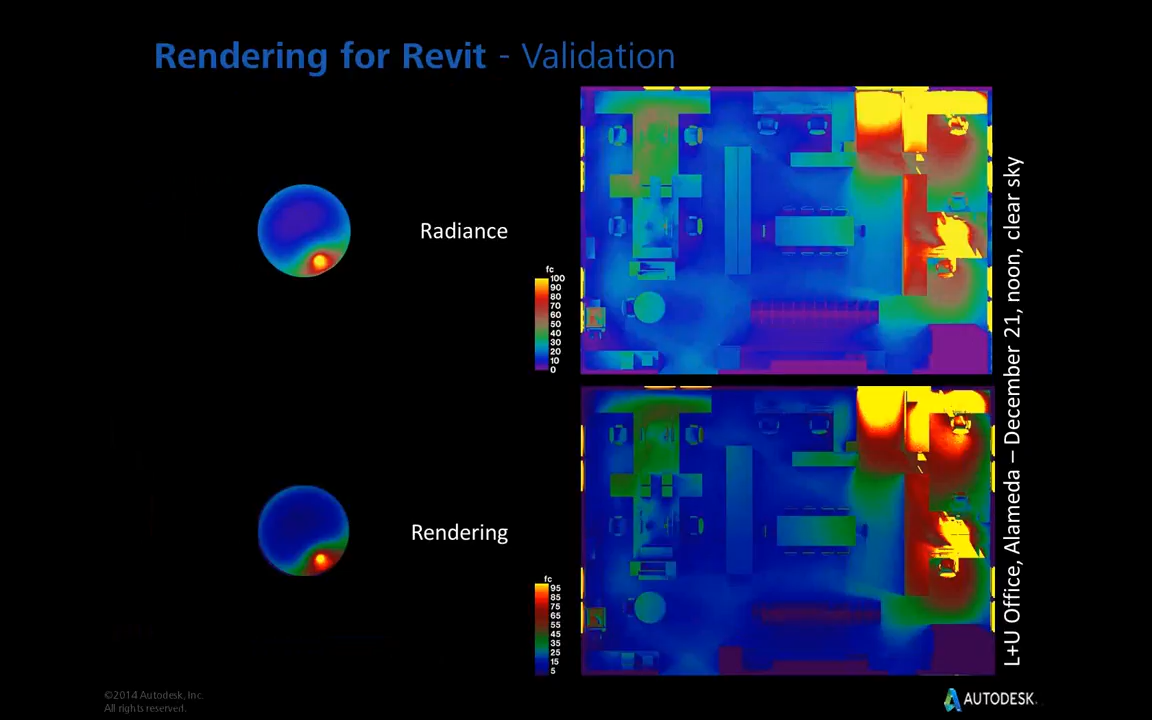 Rendering for Revit - Validation
Radiance
fc
100
90
80
70
60
50
40
30
20
10
0
Rendering
fc
95
85
75
65
55
45
35
25
15
5
L+U Office, Alameda – December 21, noon, clear sky
©2014 Autodesk, Inc.
All rights reserved.
AUTODESK.